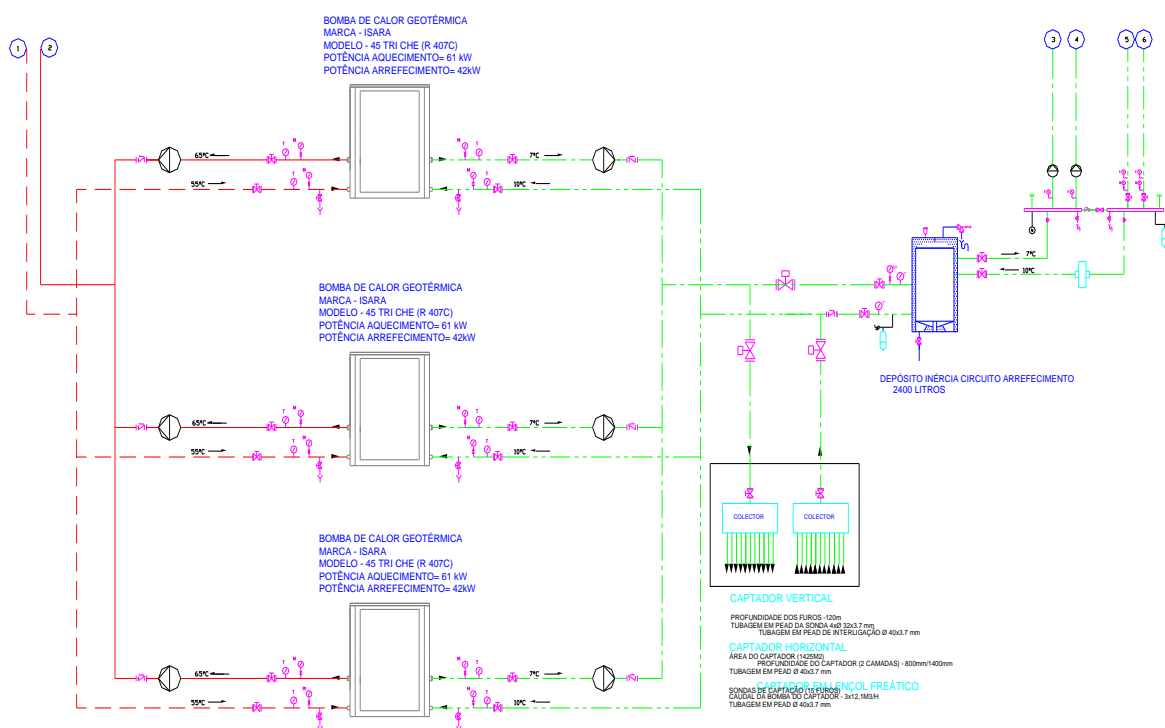 BOMBA DE CALOR GEOTÉRMICA
MARCA - ISARA
MODELO - 45 TRI CHE (R 407C)
POTÊNCIA AQUECIMENTO= 61 kW
POTÊNCIA ARREFECIMENTO= 42kW
1
2
3
4
5
6
T
M
65ºC
M
T
7ºC
55ºC
T
M
M
T
10ºC
7ºC
10ºC
BOMBA DE CALOR GEOTÉRMICA
MARCA - ISARA
MODELO - 45 TRI CHE (R 407C)
POTÊNCIA AQUECIMENTO= 61 kW
POTÊNCIA ARREFECIMENTO= 42kW
DEPÓSITO INÉRCIA CIRCUITO ARREFECIMENTO
2400 LITROS
T
M
65ºC
M
T
7ºC
55ºC
T
M
M
T
10ºC
COLECTOR
COLECTOR
BOMBA DE CALOR GEOTÉRMICA
MARCA - ISARA
MODELO - 45 TRI CHE (R 407C)
POTÊNCIA AQUECIMENTO= 61 kW
POTÊNCIA ARREFECIMENTO= 42kW
CAPTADOR VERTICAL
PROFUNDIDADE DOS FUROS -120m
TUBAGEM EM PEAD DA SONDA 4xØ 32x3.7 mm
TUBAGEM EM PEAD DE INTERLIGAÇÃO Ø 40x3.7 mm
CAPTADOR HORIZONTAL
ÁREA DO CAPTADOR (1425M2)
PROFUNDIDADE DO CAPTADOR (2 CAMADAS) - 800mm/1400mm
TUBAGEM EM PEAD Ø 40x3.7 mm
CAPTADOR EM LENÇOL FREÁTICO
SONDAS DE CAPTAÇÃO (15 FUROS)
CAUDAL DA BOMBA DO CAPTADOR - 3x12,1M3/H
TUBAGEM EM PEAD Ø 40x3.7 mm
T
M
65ºC
M
T
7ºC
55ºC
T
M
M
T
10ºC